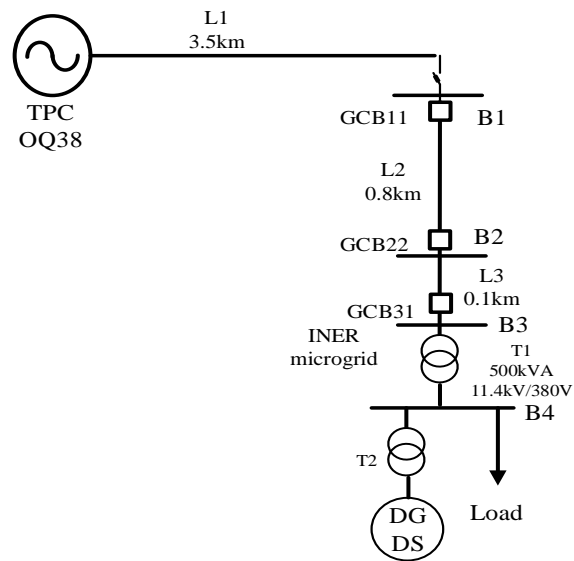 L1
3.5km
TPC
OQ38
GCB11
B1
L2
0.8km
GCB22
B2
L3
0.1km
GCB31
B3
INER
microgrid
T1
500kVA
11.4kV/380V
B4
T2
DG
DS
Load